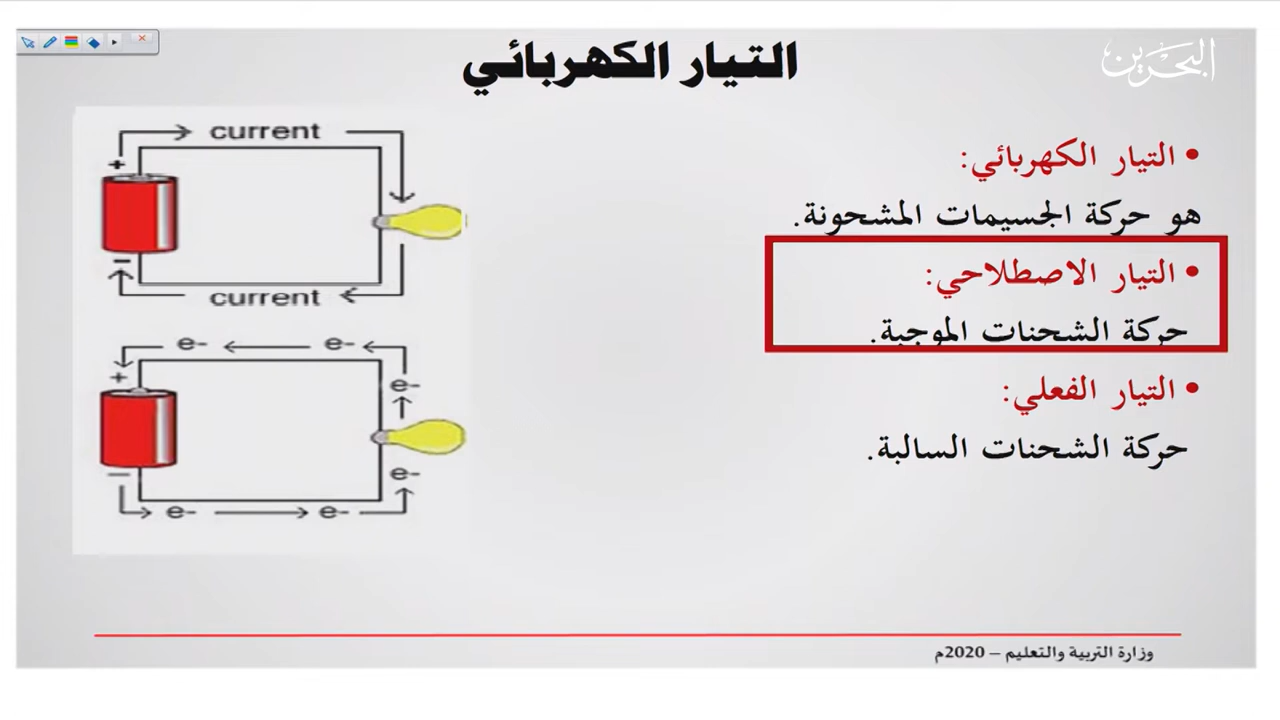 التيار الكهربائي
البحرين
• التيار الكهربائي:
هو حركة الجسيمات المشحونة.
• التيار الاصطلاحي:
حركة الشحنات الموجبة.
• التيار الفعلي:
حركة الشحنات السالبة.
current
+
−
current
e- e-
+
e-
−
e-
e- e-
وزارة التربية والتعليم – 2020م